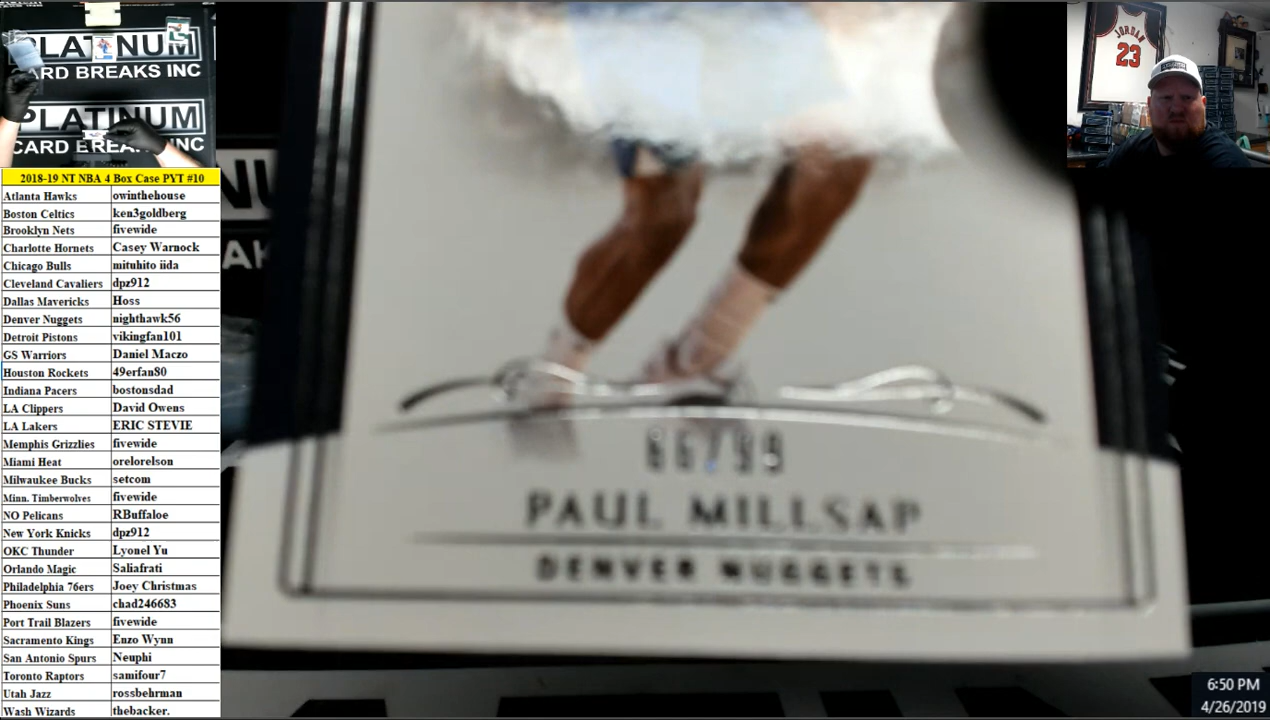 PLATINUM
CARD BREAKS INC
PLATINUM
CARD BREAKS INC
2018-19 NT NBA 4 Box Case PYT #10
Atlanta Hawks owinthehouse
Boston Celtics ken3goldberg
Brooklyn Nets fivewide
Charlotte Hornets Casey Warnock
Chicago Bulls mituhito iida
Cleveland Cavaliers dpz912
Dallas Mavericks Hoss
Denver Nuggets nighthawk56
Detroit Pistons vikingfan101
GS Warriors Daniel Maczo
Houston Rockets 49erfan80
Indiana Pacers bostonsdad
LA Clippers David Owens
LA Lakers ERIC STEVIE
Memphis Grizzlies fivewide
Miami Heat orelorelson
Milwaukee Bucks setcom
Minn. Timberwolves fivewide
NO Pelicans RBuffaloe
New York Knicks dpz912
OKC Thunder Lyonel Yu
Orlando Magic Saliafrati
Philadelphia 76ers Joey Christmas
Phoenix Suns chad246683
Port Trail Blazers fivewide
Sacramento Kings Enzo Wynn
San Antonio Spurs Neuphi
Toronto Raptors samifour7
Utah Jazz rossbehrman
Wash Wizards thebacker.
PAUL MILLSAP
DENVER NUGGETS
JORDAN
23
6:50 PM
4/26/2019